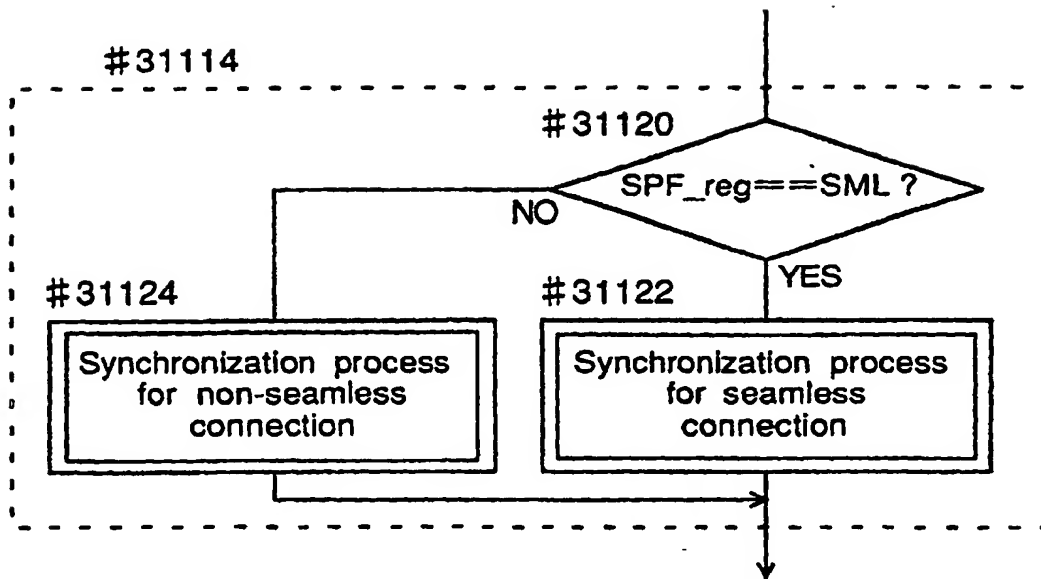 #31114
#31120
SPF_reg==SML ?
NO
YES
#31124
#31122
Synchronization process
for non-seamless
connection
Synchronization process
for seamless
connection